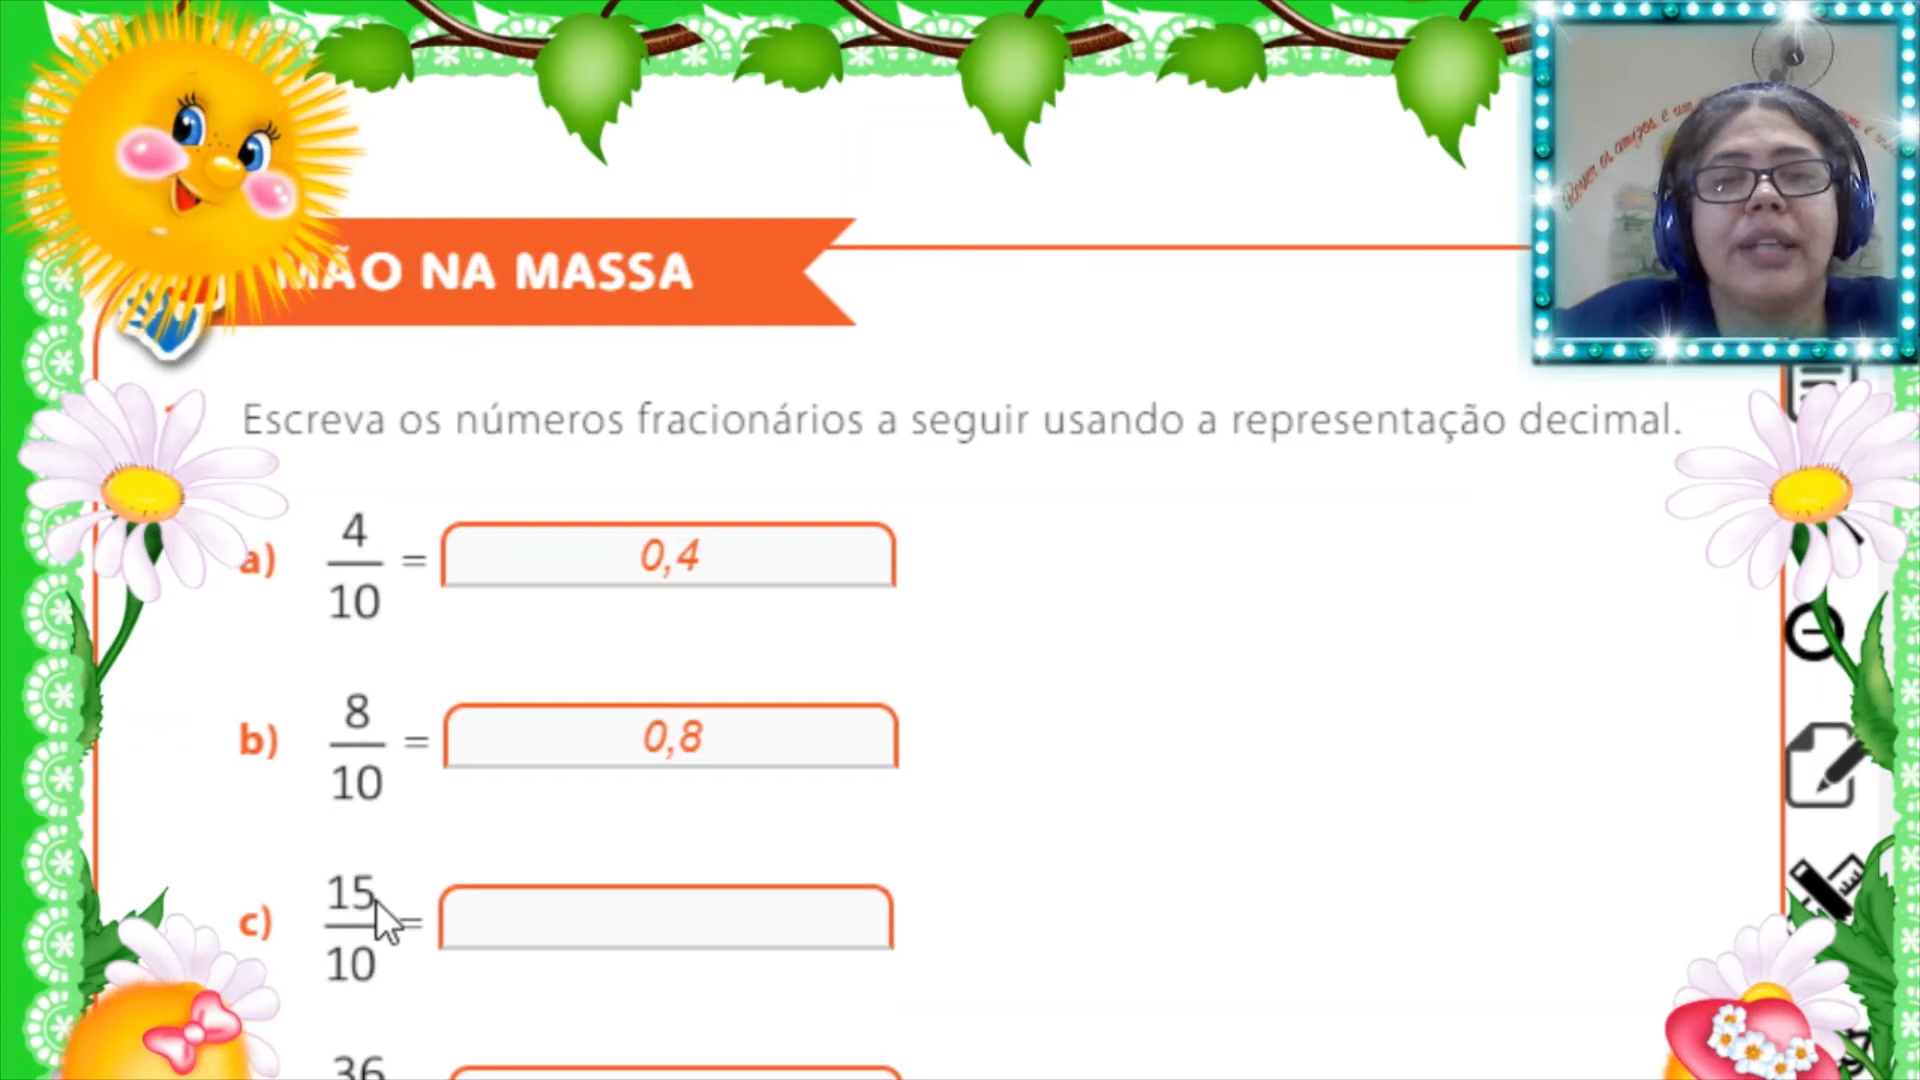 MÃO NA MASSA
Escreva os números fracionários a seguir usando a representação decimal.
a) 4/10 = 0,4
b) 8/10 = 0,8
c) 15/10 =
36